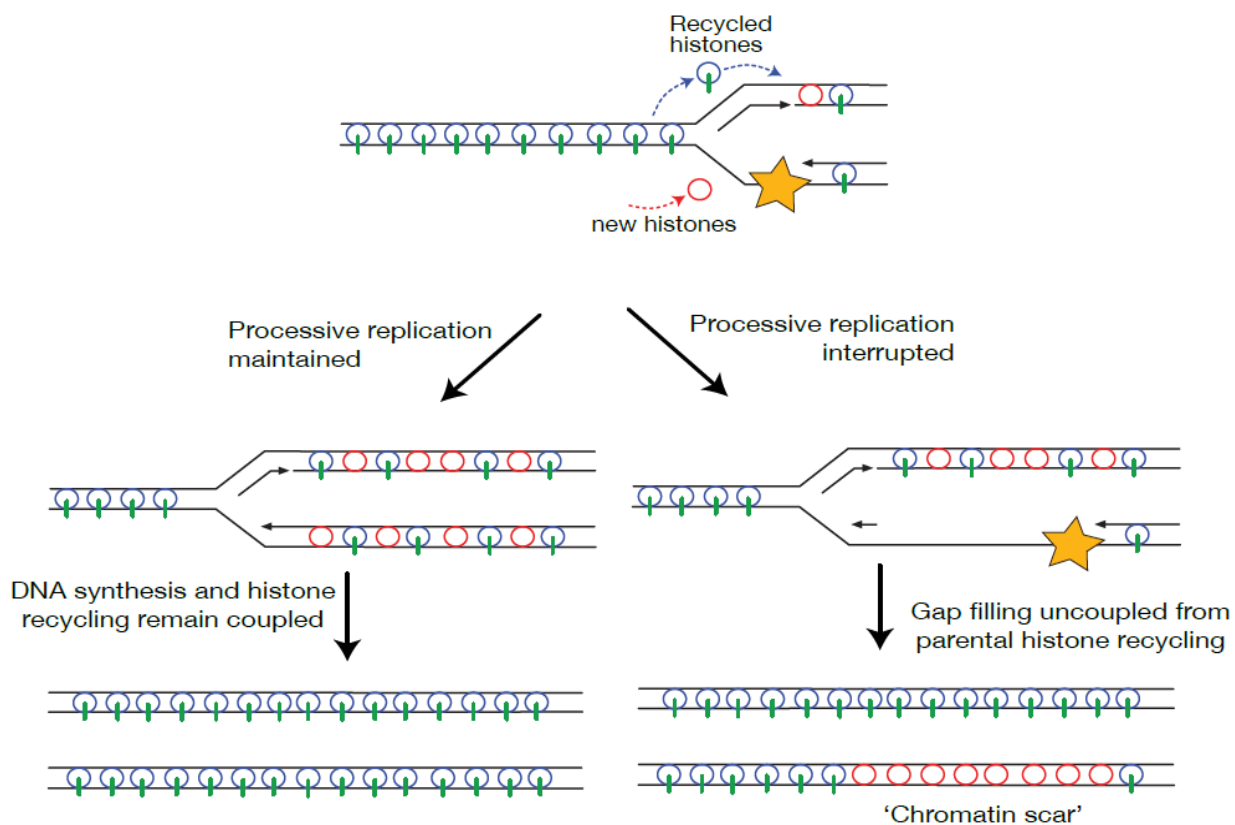 Recycled
histones
new histones
Processive replication
maintained
Processive replication
interrupted
DNA synthesis and histone
recycling remain coupled
Gap filling uncoupled from
parental histone recycling
'Chromatin scar'